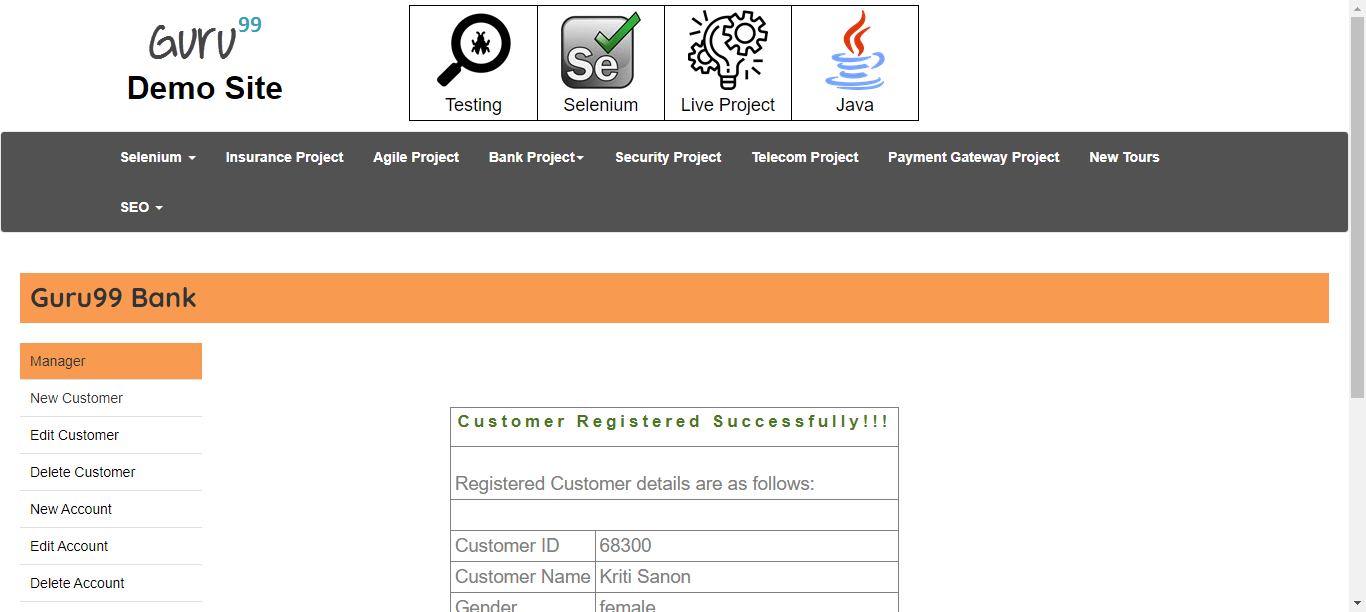 Guru99
Demo Site
Testing
Selenium
Live Project
Java
Selenium
Insurance Project
Agile Project
Bank Project
Security Project
Telecom Project
Payment Gateway Project
New Tours
SEO
Guru99 Bank
Manager
New Customer
Edit Customer
Delete Customer
New Account
Edit Account
Delete Account
Customer Registered Successfully!!!
Registered Customer details are as follows:
Customer ID 68300
Customer Name Kriti Sanon
Gender female